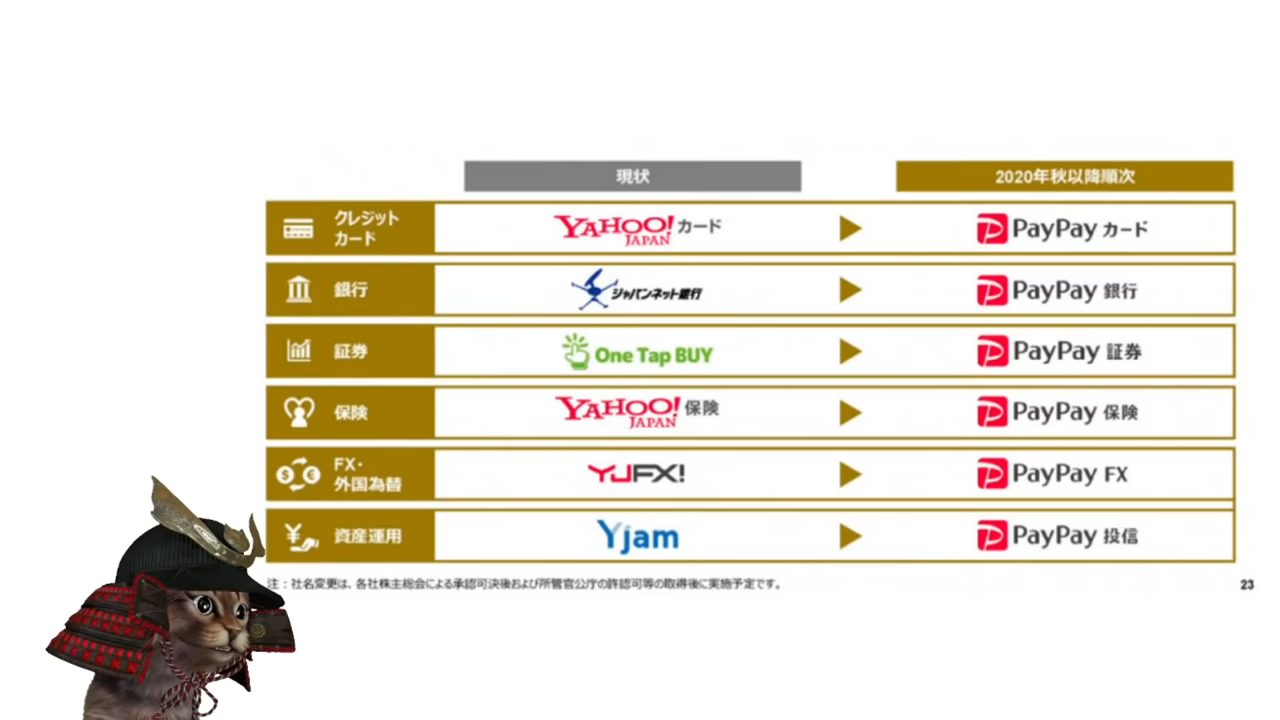 現状
2020年秋以降順次
クレジット
カード
YAHOO! JAPAN カード
PayPay カード
銀行
ジャパンネット銀行
PayPay 銀行
証券
One Tap BUY
PayPay 証券
保険
YAHOO! JAPAN 保険
PayPay 保険
FX・
外国為替
YJFX!
PayPay FX
資産運用
Yjam
PayPay 投信
注：社名変更は、各社株主総会による承認可決後および所管官公庁の許認可等の取得後に実施予定です。
23